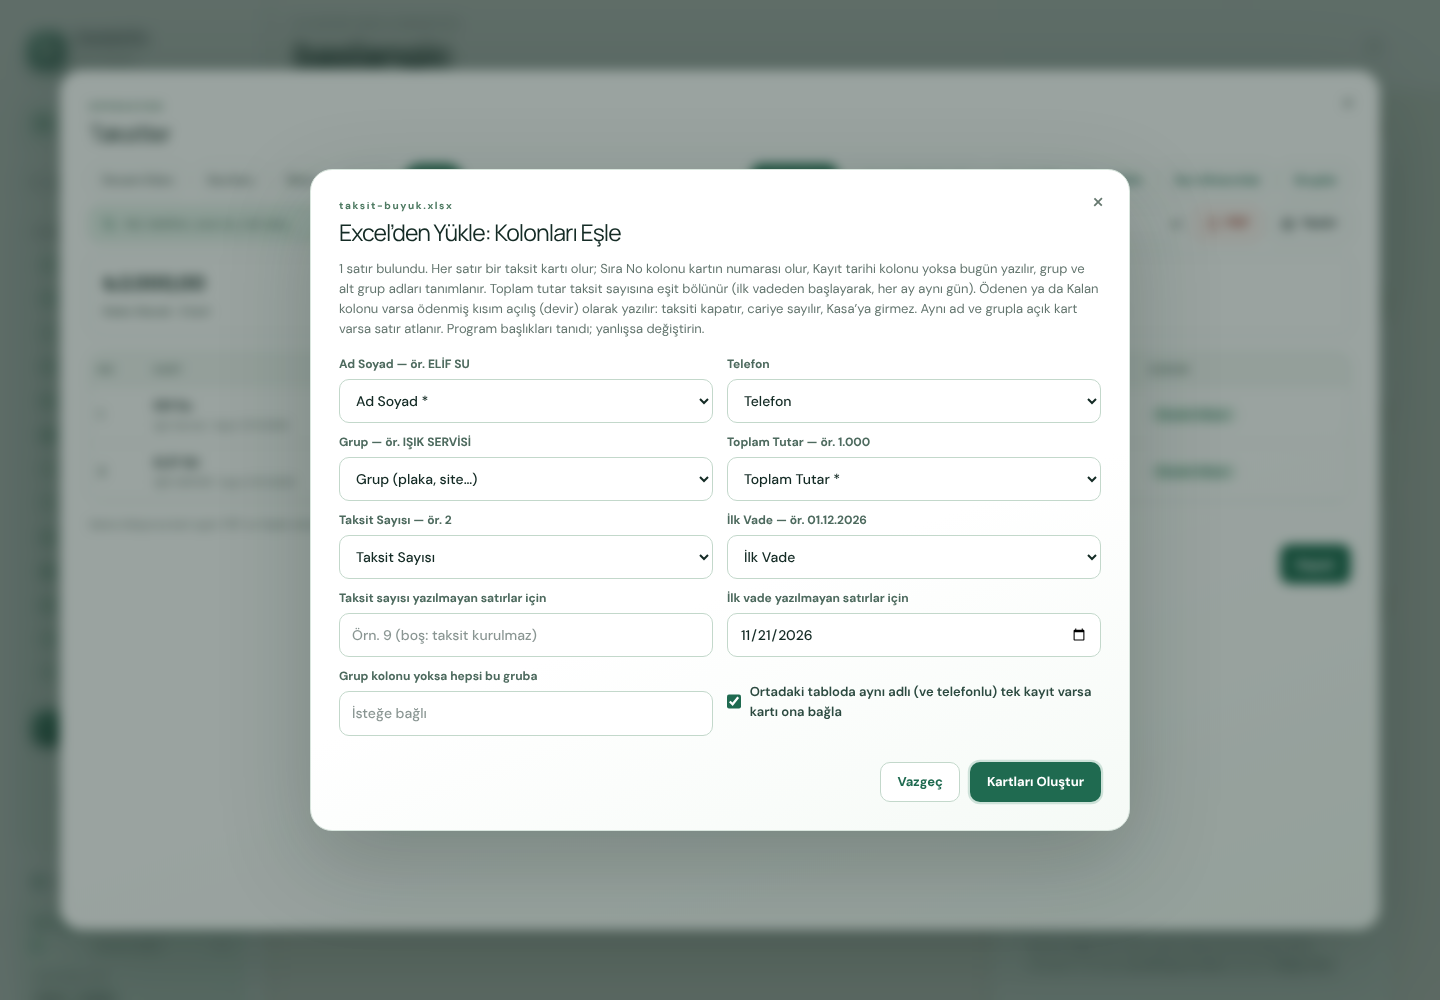 taksit-buyuk.xlsx
×
Excel'den Yükle: Kolonları Eşle
1 satır bulundu. Her satır bir taksit kartı olur; Sıra No kolonu kartın numarası olur, Kayıt tarihi kolonu yoksa bugün yazılır, grup ve
alt grup adları tanımlanır. Toplam tutar taksit sayısına eşit bölünür (ilk vadeden başlayarak, her ay aynı gün). Ödenen ya da Kalan
kolonu varsa ödenmiş kısım açılış (devir) olarak yazılır: taksiti kapatır, cariye sayılır, Kasa'ya girmez. Aynı ad ve grupla açık kart
varsa satır atlanır. Program başlıkları tanıdı; yanlışsa değiştirin.
Ad Soyad — ör. ELİF SU
Telefon
Ad Soyad *
Telefon
Grup — ör. IŞIK SERVİSİ
Toplam Tutar — ör. 1.000
Grup (plaka, site...)
Toplam Tutar *
Taksit Sayısı — ör. 2
İlk Vade — ör. 01.12.2026
Taksit Sayısı
İlk Vade
Taksit sayısı yazılmayan satırlar için
İlk vade yazılmayan satırlar için
Örn. 9 (boş: taksit kurulmaz)
11/21/2026
Grup kolonu yoksa hepsi bu gruba
Ortadaki tabloda aynı adlı (ve telefonlu) tek kayıt varsa
kartı ona bağla
İsteğe bağlı
Vazgeç
Kartları Oluştur
Taksitler